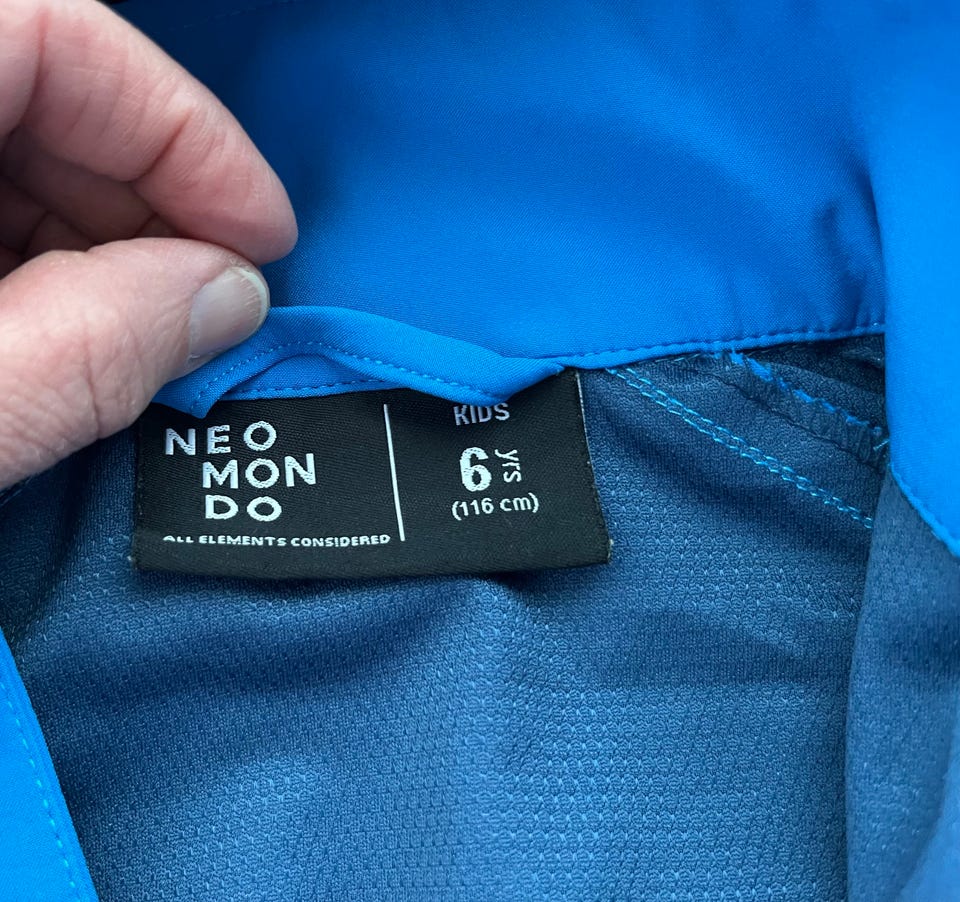 NEO
MON
DO
ALL ELEMENTS CONSIDERED
KIDS
6 yrs
(116 cm)